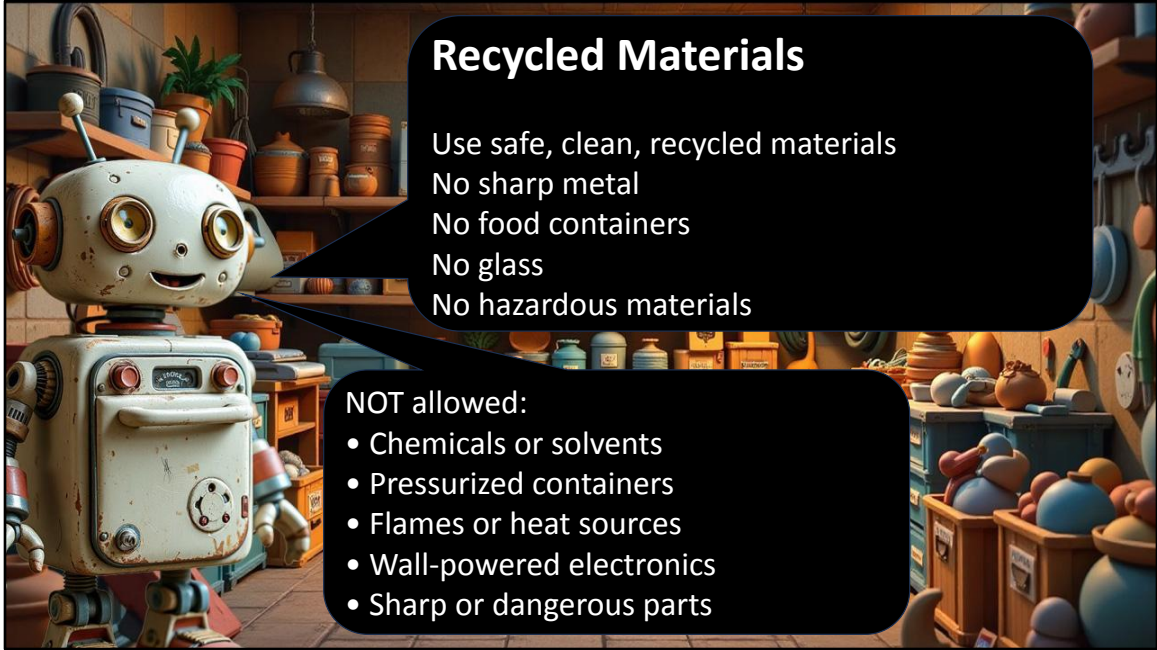 Recycled Materials
Use safe, clean, recycled materials
No sharp metal
No food containers
No glass
No hazardous materials
NOT allowed:
• Chemicals or solvents
• Pressurized containers
• Flames or heat sources
• Wall-powered electronics
• Sharp or dangerous parts